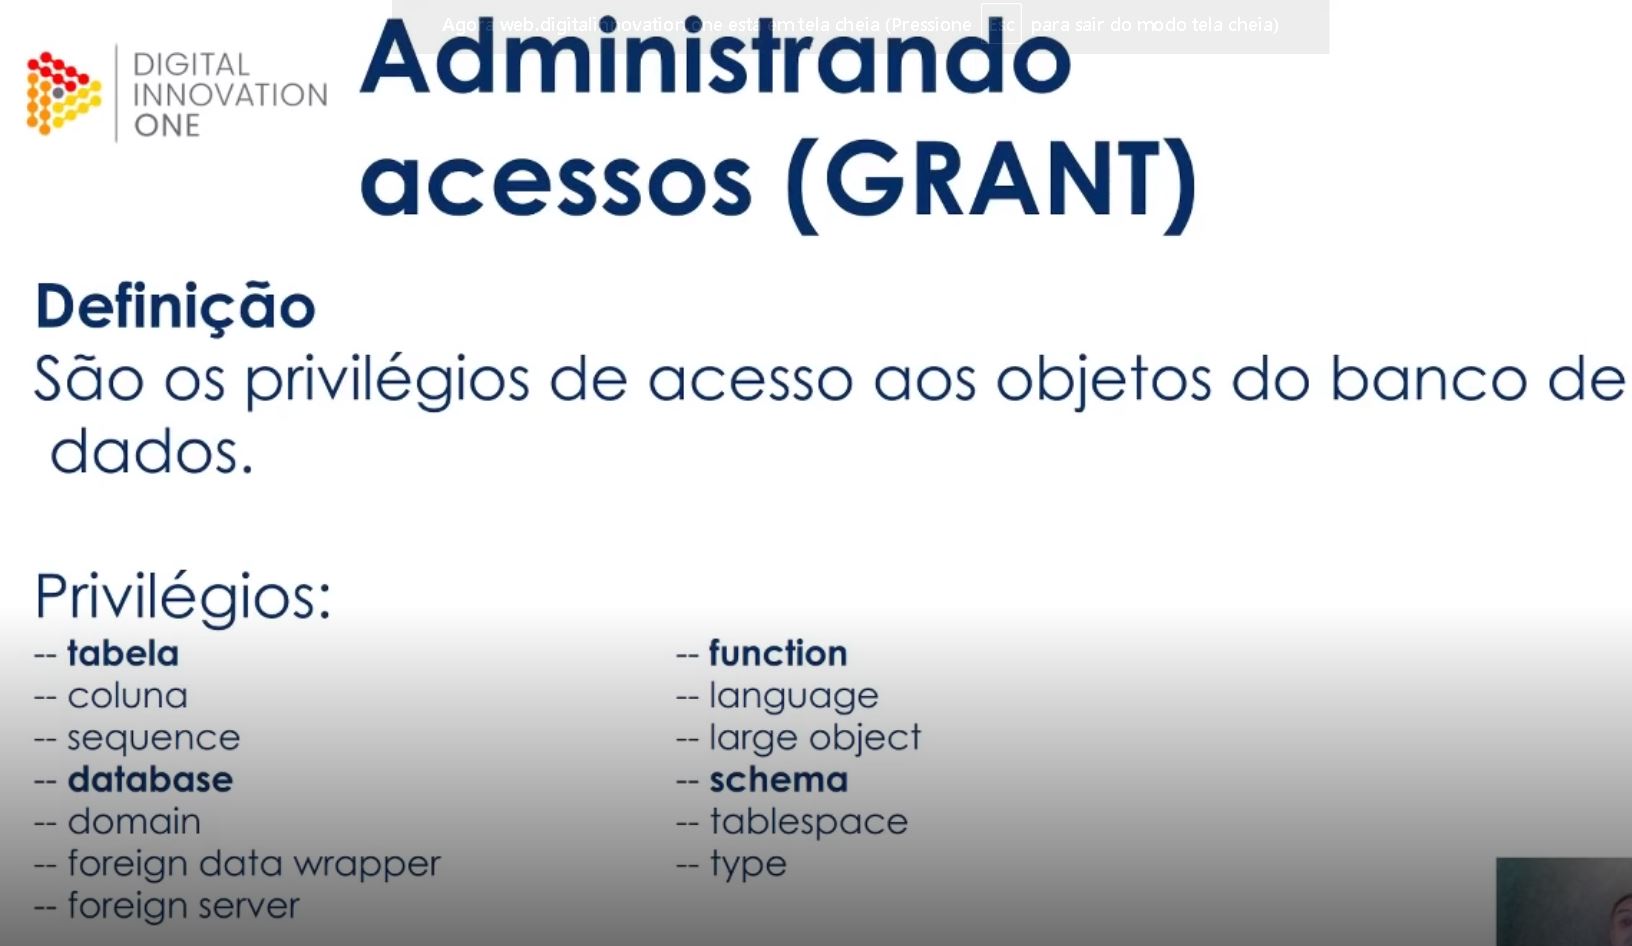 Agora web.digitalinnovation.one está em tela cheia (Pressione Esc para sair do modo tela cheia)
DIGITAL
INNOVATION
ONE
Administrando
acessos (GRANT)
Definição
São os privilégios de acesso aos objetos do banco de
dados.
Privilégios:
-- tabela
-- coluna
-- sequence
-- database
-- domain
-- foreign data wrapper
-- foreign server
-- function
-- language
-- large object
-- schema
-- tablespace
-- type